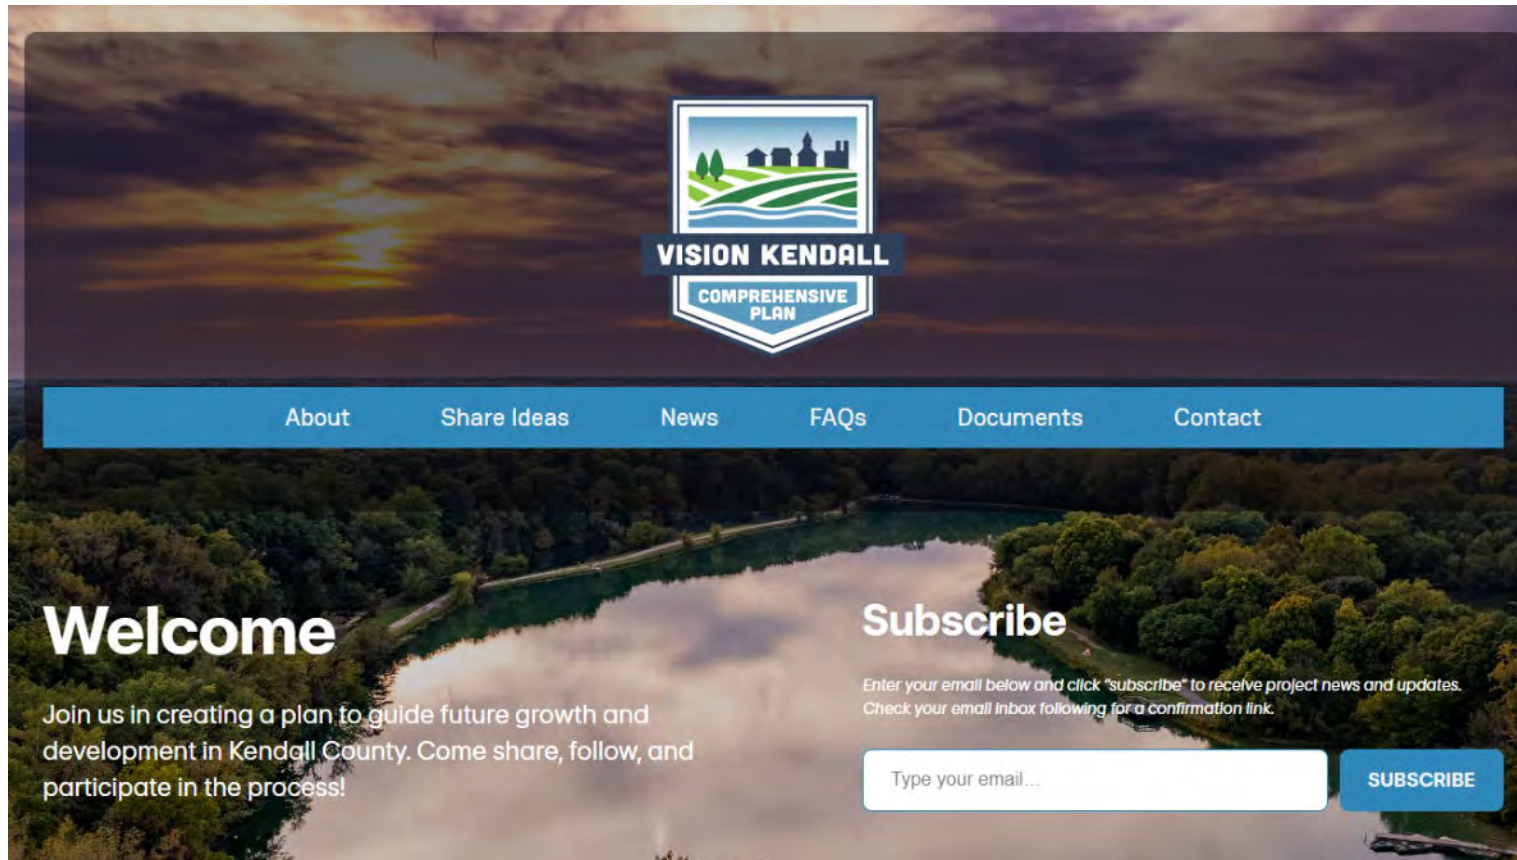 VISION KENDALL
COMPREHENSIVE
PLAN
About Share Ideas News FAQs Documents Contact
Welcome
Join us in creating a plan to guide future growth and
development in Kendall County. Come share, follow, and
participate in the process!
Subscribe
Enter your email below and click "subscribe" to receive project news and updates.
Check your email inbox following for a confirmation link.
Type your email...
SUBSCRIBE